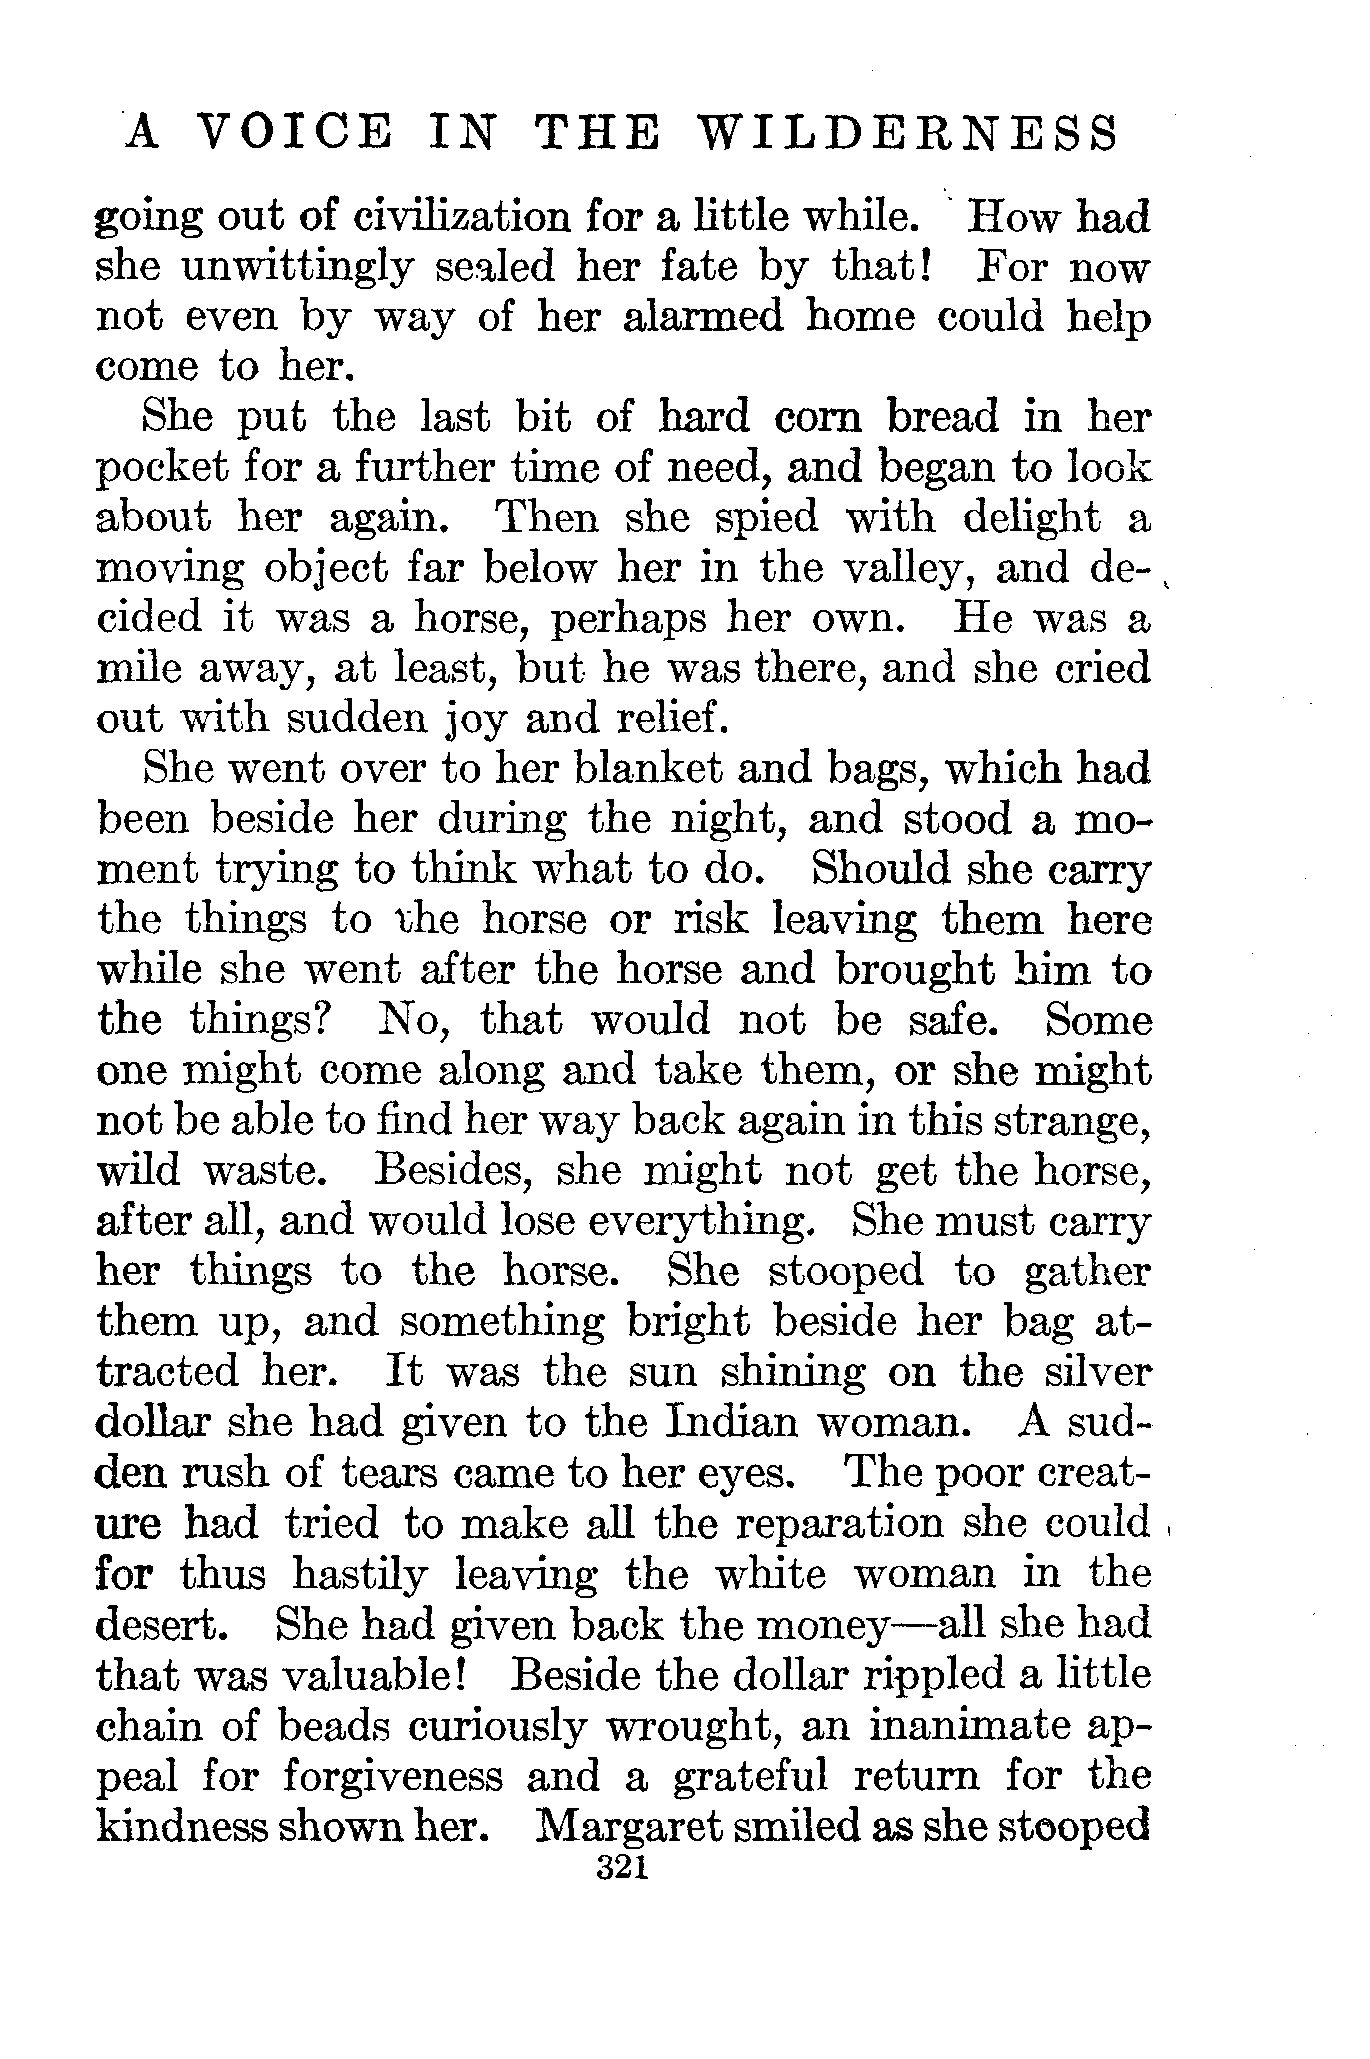 A VOICE IN THE WILDERNESS
going out of civilization for a little while. How had
she unwittingly sealed her fate by that! For now
not even by way of her alarmed home could help
come to her.
She put the last bit of hard corn bread in her
pocket for a further time of need, and began to look
about her again. Then she spied with delight a
moving object far below her in the valley, and de-
cided it was a horse, perhaps her own. He was a
mile away, at least, but he was there, and she cried
out with sudden joy and relief.
She went over to her blanket and bags, which had
been beside her during the night, and stood a mo-
ment trying to think what to do. Should she carry
the things to the horse or risk leaving them here
while she went after the horse and brought him to
the things? No, that would not be safe. Some
one might come along and take them, or she might
not be able to find her way back again in this strange,
wild waste. Besides, she might not get the horse,
after all, and would lose everything. She must carry
her things to the horse. She stooped to gather
them up, and something bright beside her bag at-
tracted her. It was the sun shining on the silver
dollar she had given to the Indian woman. A sud-
den rush of tears came to her eyes. The poor creat-
ure had tried to make all the reparation she could
for thus hastily leaving the white woman in the
desert. She had given back the money—all she had
that was valuable! Beside the dollar rippled a little
chain of beads curiously wrought, an inanimate ap-
peal for forgiveness and a grateful return for the
kindness shown her. Margaret smiled as she stooped
321